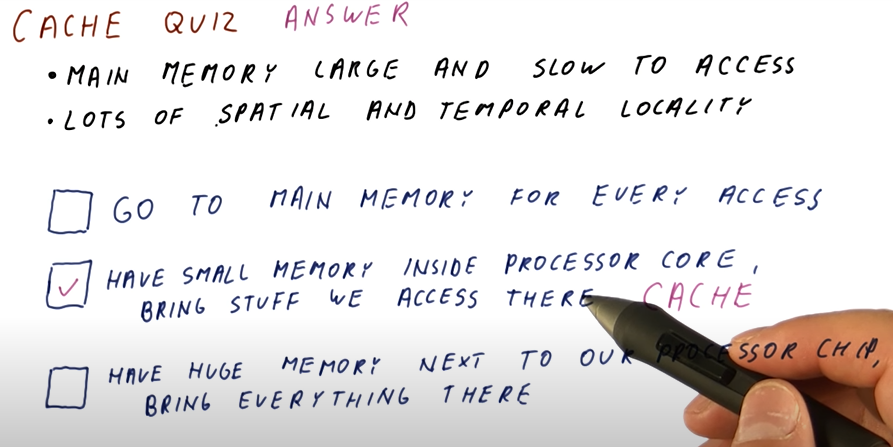 CACHE QUIZ ANSWER
• MAIN MEMORY LARGE AND SLOW TO ACCESS
• LOTS OF SPATIAL AND TEMPORAL LOCALITY
GO TO MAIN MEMORY FOR EVERY ACCESS
HAVE SMALL MEMORY INSIDE PROCESSOR CORE,
BRING STUFF WE ACCESS THERE CACHE
HAVE HUGE MEMORY NEXT TO OUR PROCESSOR CHIP,
BRING EVERYTHING THERE